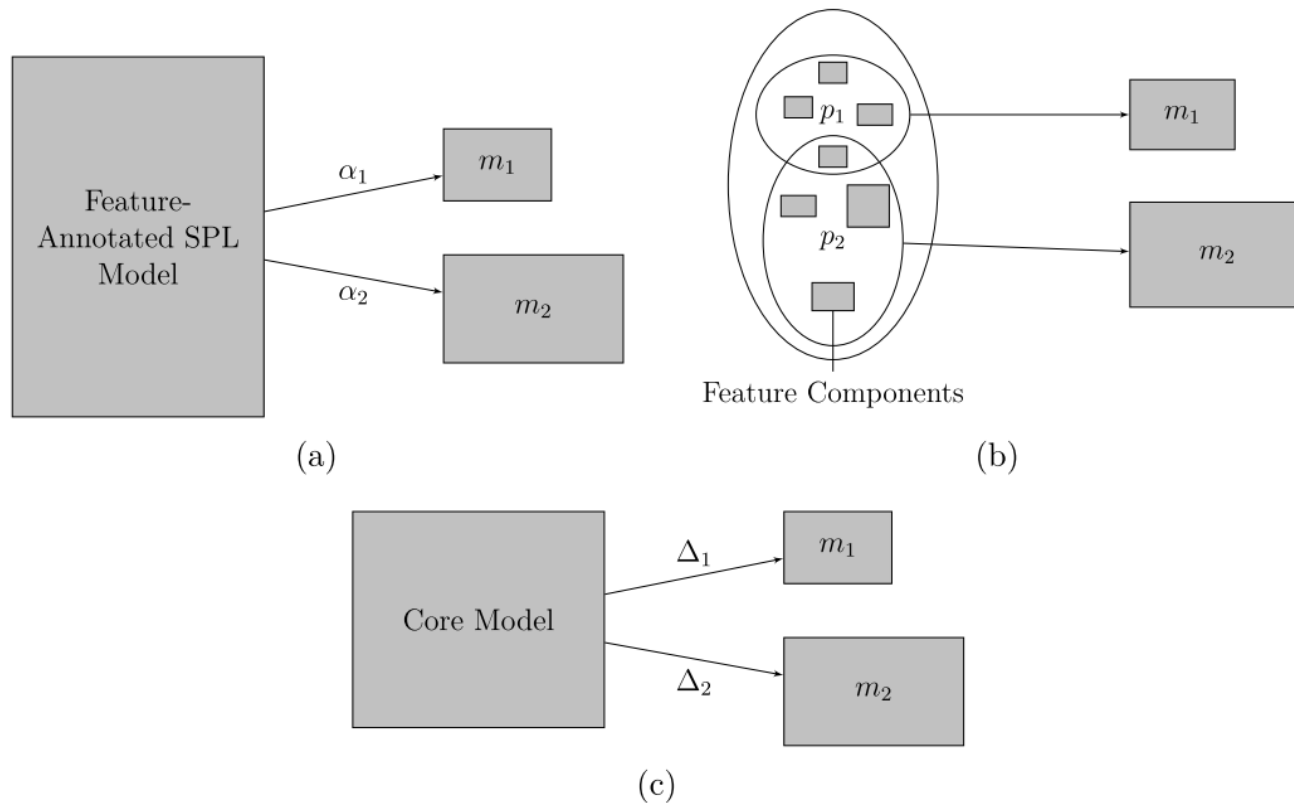 Feature-
Annotated SPL
Model
α₁
α₂
m₁
m₂
(a)
p₁
p₂
m₁
m₂
Feature Components
(b)
Core Model
Δ₁
Δ₂
m₁
m₂
(c)